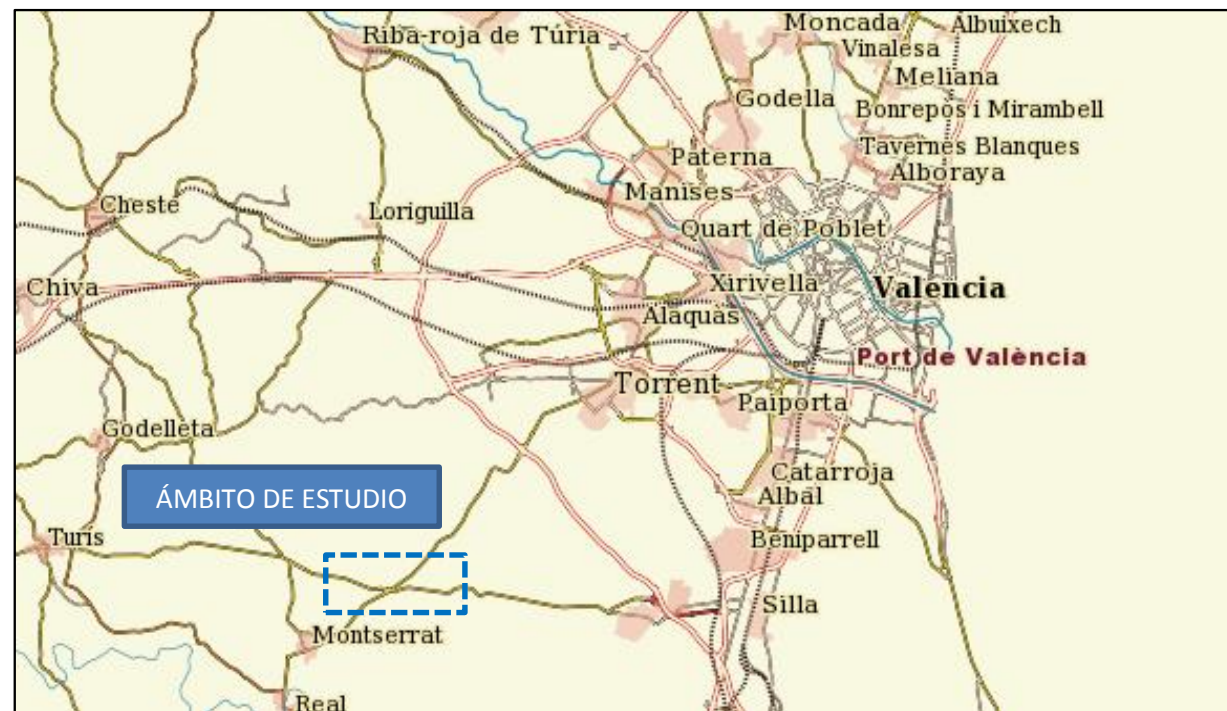 Moncada
Albuixech
Riba-roja de Túria
Vinalesa
Meliana
Godella
Bonrepòs i Mirambell
Tavernes Blanques
Paterna
Alboraya
Manises
Cheste
Loriguilla
Quart de Poblet
Chiva
Xirivella
València
Alaquàs
Port de València
Torrent
Paiporta
Godelleta
Catarroja
ÁMBITO DE ESTUDIO
Albal
Turis
Beniparrell
Silla
Montserrat
Real